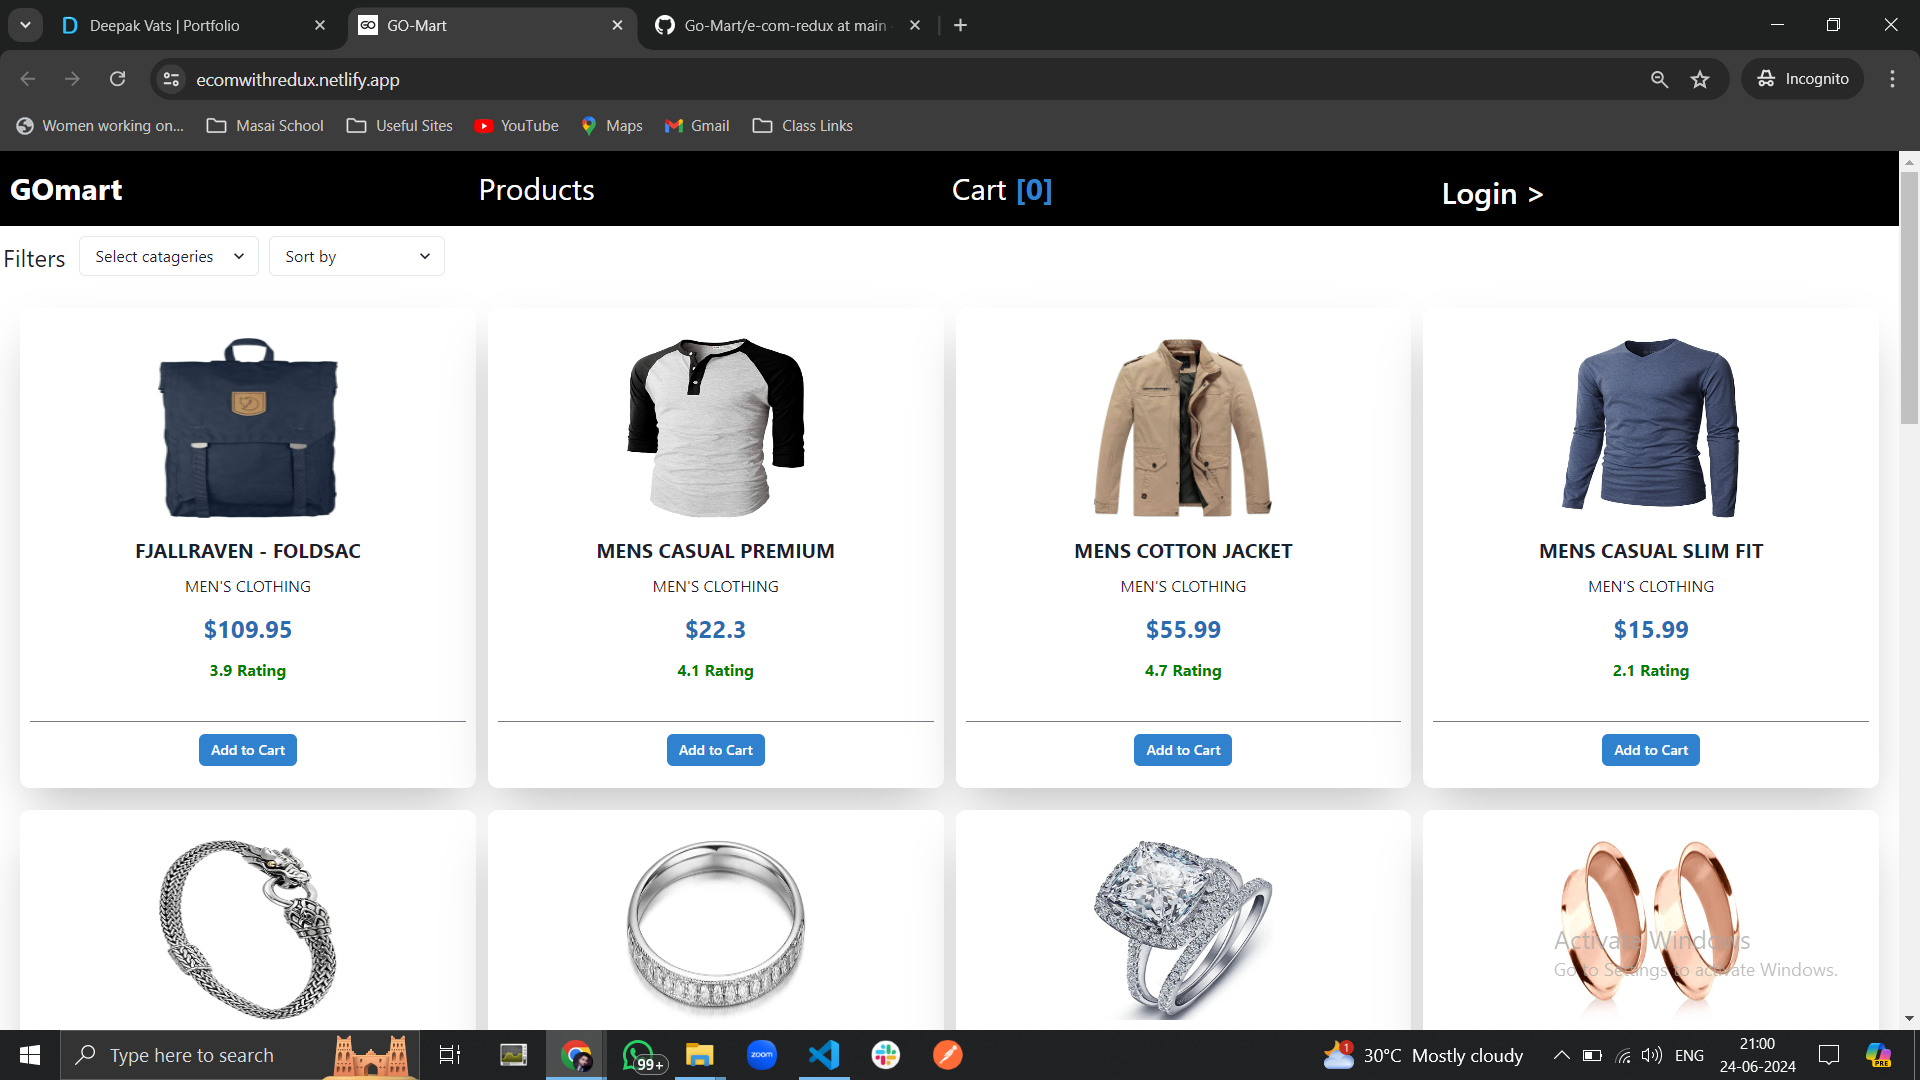 Deepak Vats | Portfolio
GO
GO-Mart
Go-Mart/e-com-redux at main
ecomwithredux.netlify.app
Incognito
Women working on...
Masai School
Useful Sites
YouTube
Maps
Gmail
Class Links
GOmart
Products
Cart [0]
Login >
Filters
Select catageries
Sort by
FJALLRAVEN - FOLDSAC
MEN'S CLOTHING
$109.95
3.9 Rating
Add to Cart
MENS CASUAL PREMIUM
MEN'S CLOTHING
$22.3
4.1 Rating
Add to Cart
MENS COTTON JACKET
MEN'S CLOTHING
$55.99
4.7 Rating
Add to Cart
MENS CASUAL SLIM FIT
MEN'S CLOTHING
$15.99
2.1 Rating
Add to Cart
Activate Windows
Go to Settings to activate Windows.
Type here to search
99+
zoom
1
30°C Mostly cloudy
ENG
21:00
24-06-2024
PRE